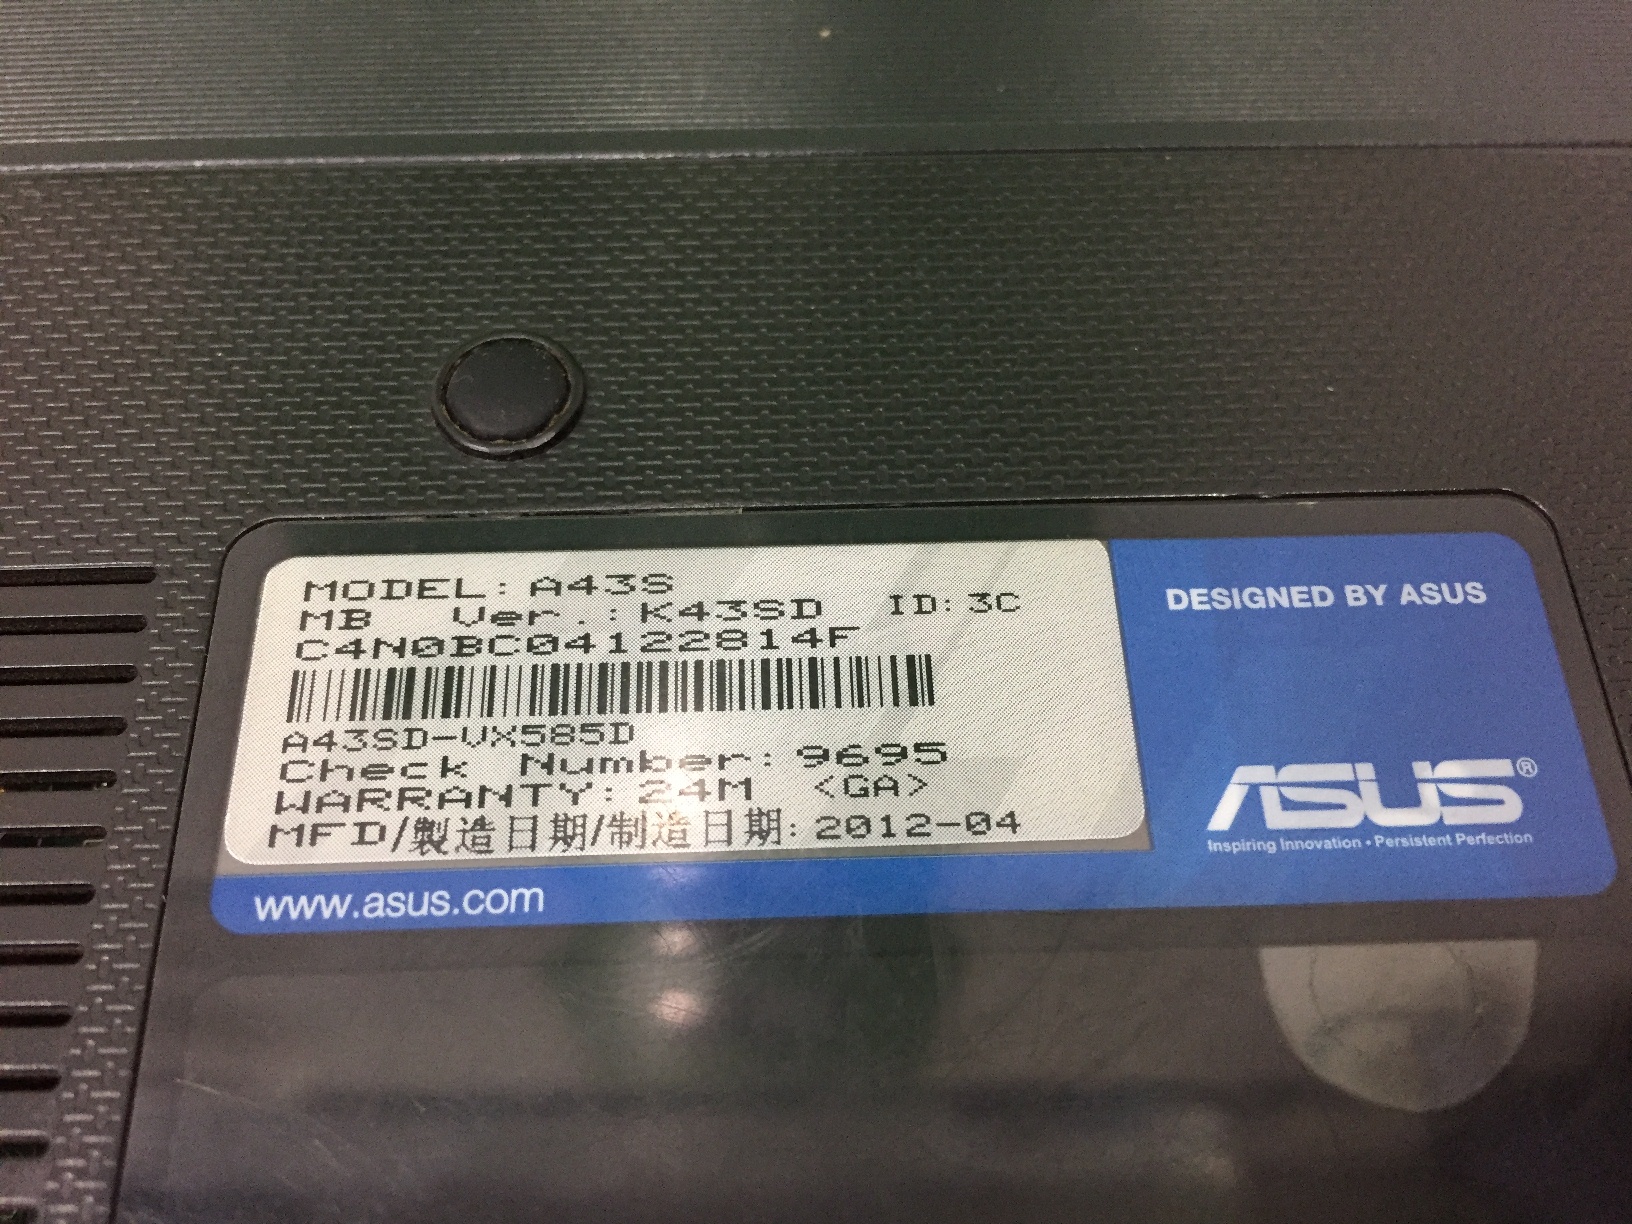 MODEL: A43S
MB Ver.: K43SD ID: 3C
C4N0BC04122814F
A43SD-VX585D
Check Number: 9695
WARRANTY: 24M <GA>
MFD/製造日期/制造日期: 2012-04
www.asus.com
DESIGNED BY ASUS
ASUS®
Inspiring Innovation • Persistent Perfection